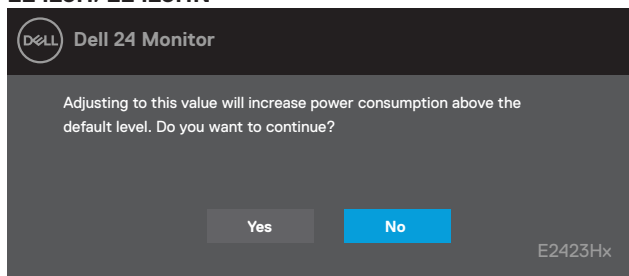 E2423H/ E2423HN
DELL Dell 24 Monitor
Adjusting to this value will increase power consumption above the
default level. Do you want to continue?
Yes No
E2423Hx